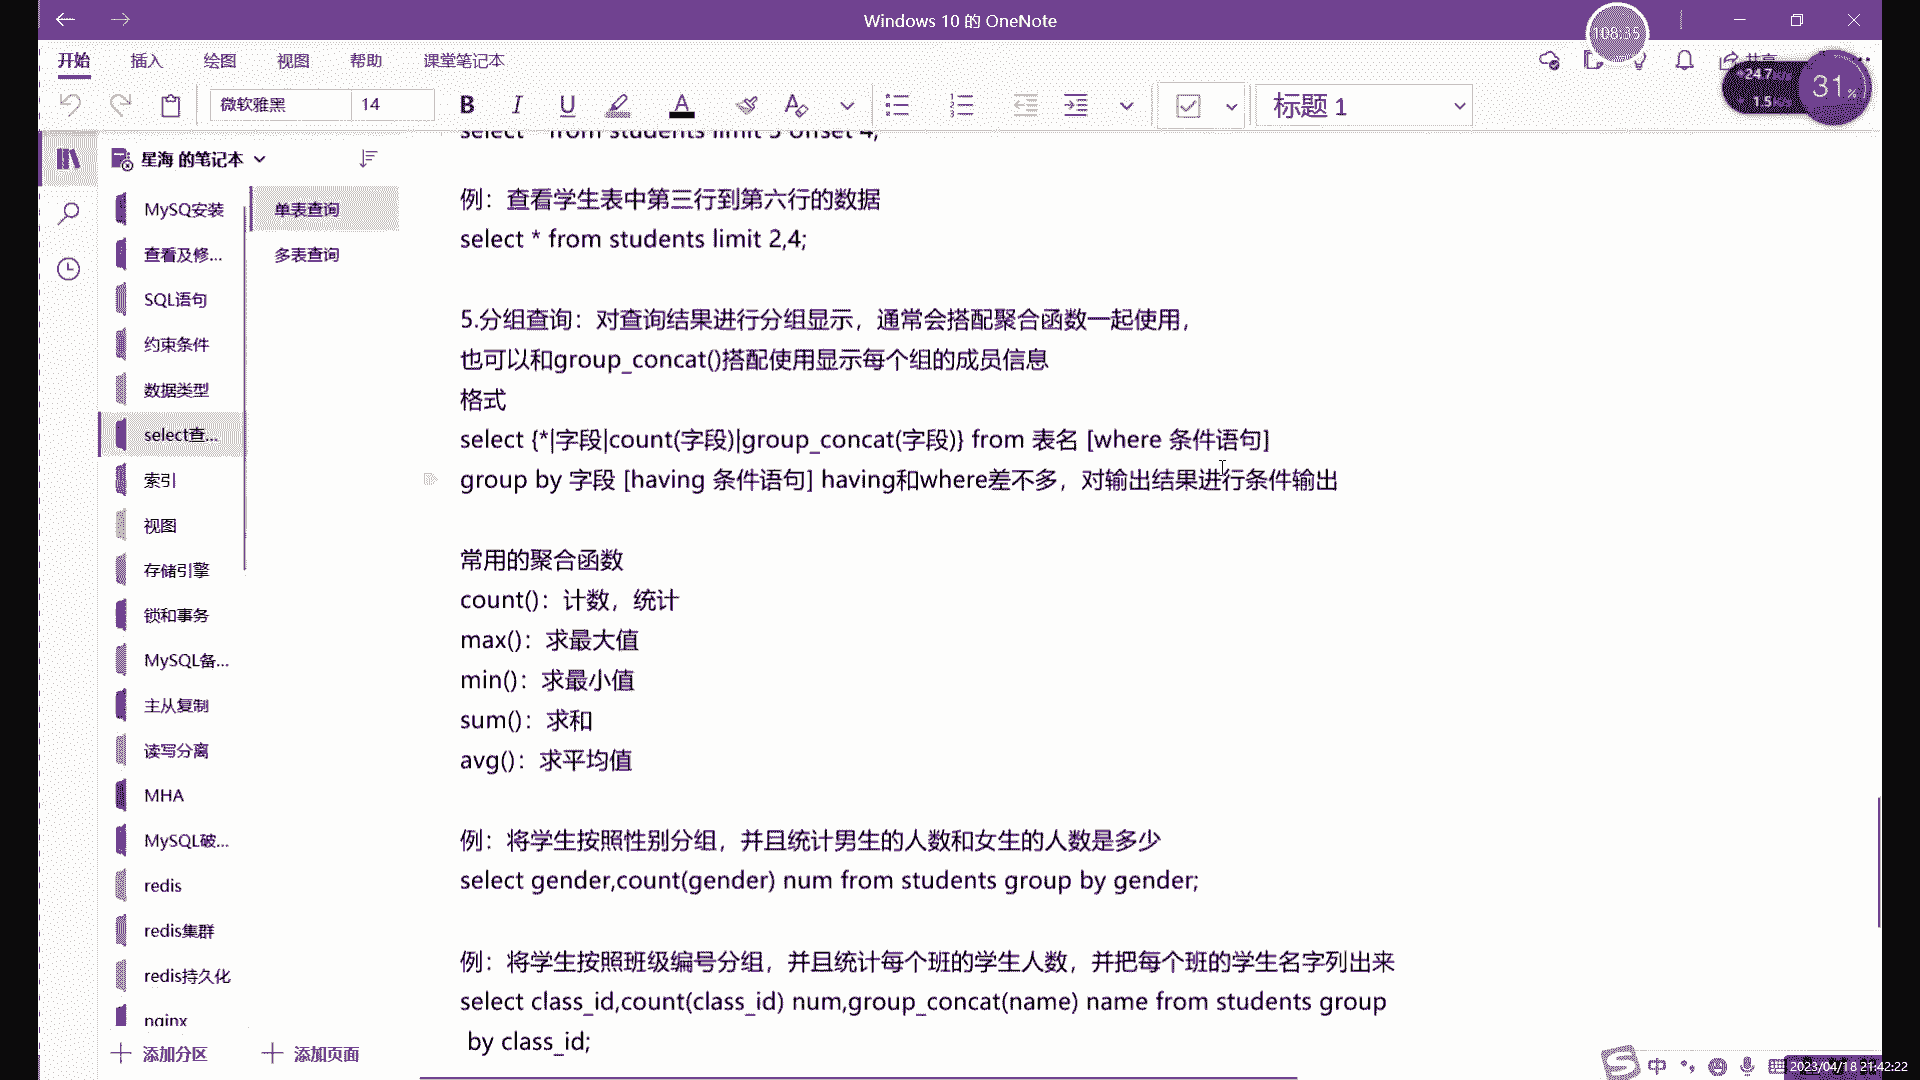 Windows 10 的 OneNote
108:35
开始 插入 绘图 视图 帮助 课堂笔记本
共享
24.7
1.5
31%
微软雅黑 14 B I U A 标题 1
星海 的笔记本
MySQ安装
查看及修...
SQL语句
约束条件
数据类型
select查...
索引
视图
存储引擎
锁和事务
MySQL备...
主从复制
读写分离
MHA
MySQL破...
redis
redis集群
redis持久化
nginx
添加分区
单表查询
多表查询
添加页面
select * from students limit 3 offset 4;
例：查看学生表中第三行到第六行的数据
select * from students limit 2,4;
5.分组查询：对查询结果进行分组显示，通常会搭配聚合函数一起使用，
也可以和group_concat()搭配使用显示每个组的成员信息
格式
select {*|字段|count(字段)|group_concat(字段)} from 表名 [where 条件语句]
group by 字段 [having 条件语句] having和where差不多，对输出结果进行条件输出
常用的聚合函数
count()：计数，统计
max()：求最大值
min()：求最小值
sum()：求和
avg()：求平均值
例：将学生按照性别分组，并且统计男生的人数和女生的人数是多少
select gender,count(gender) num from students group by gender;
例：将学生按照班级编号分组，并且统计每个班的学生人数，并把每个班的学生名字列出来
select class_id,count(class_id) num,group_concat(name) name from students group
by class_id;
中
2023/04/18 21:42:22